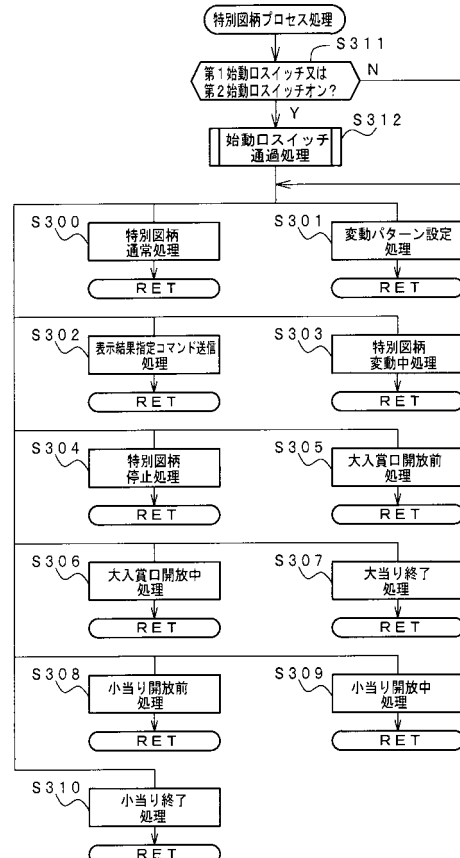 特別図柄プロセス処理
S311
第1始動口スイッチ又は
第2始動口スイッチオン?
N
Y
S312
始動口スイッチ
通過処理
S300
特別図柄
通常処理
RET
S301
変動パターン設定
処理
RET
S302
表示結果指定コマンド送信
処理
RET
S303
特別図柄
変動中処理
RET
S304
特別図柄
停止処理
RET
S305
大入賞口開放前
処理
RET
S306
大入賞口開放中
処理
RET
S307
大当り終了
処理
RET
S308
小当り開放前
処理
RET
S309
小当り開放中
処理
RET
S310
小当り終了
処理
RET